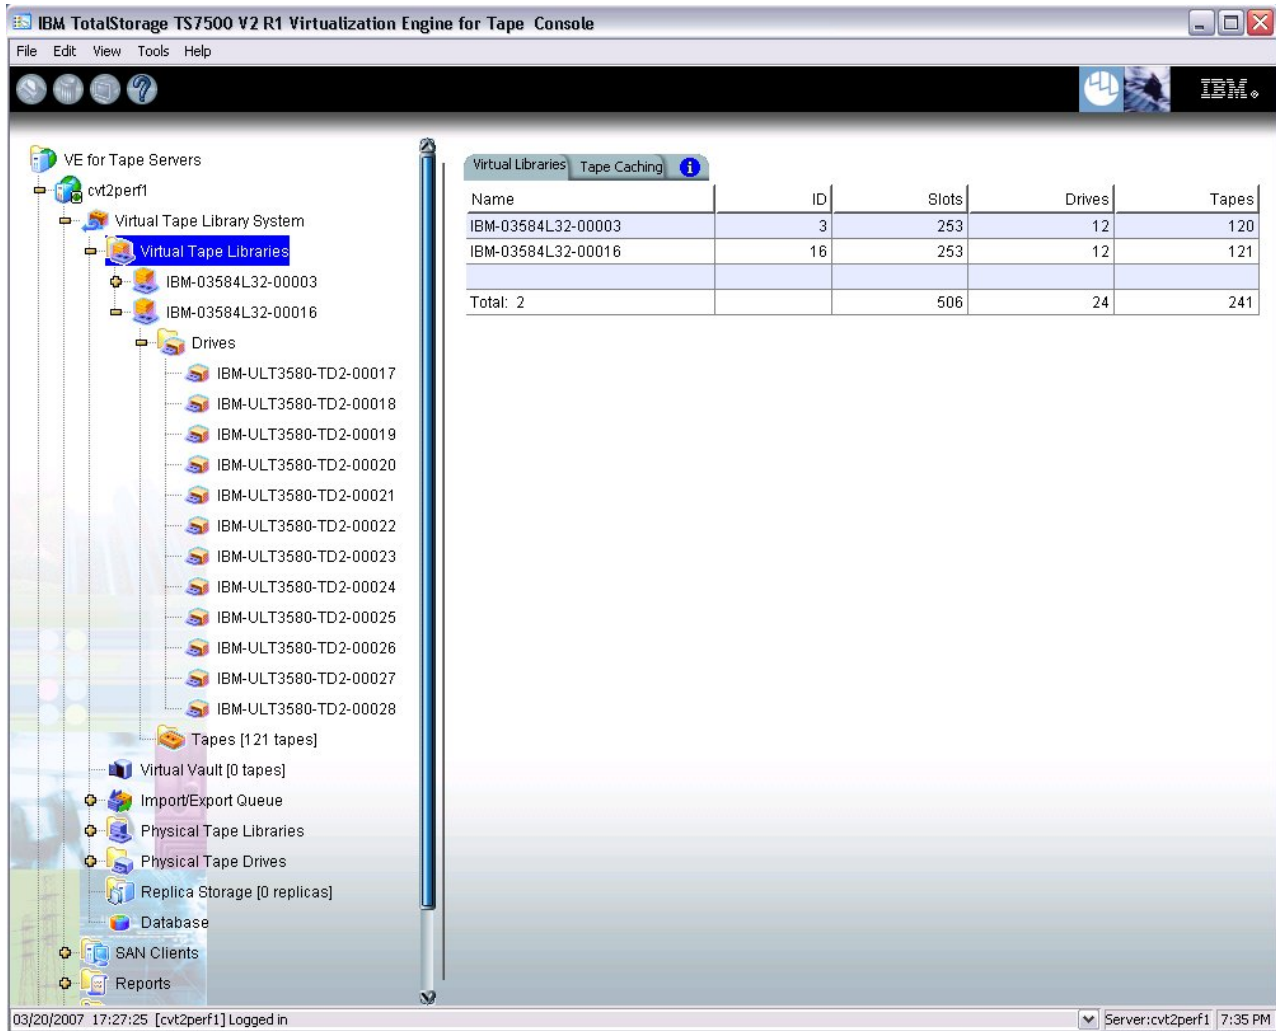 IBM TotalStorage TS7500 V2 R1 Virtualization Engine for Tape Console
File Edit View Tools Help
IBM
VE for Tape Servers
cvt2perf1
Virtual Tape Library System
Virtual Tape Libraries
IBM-03584L32-00003
IBM-03584L32-00016
Drives
IBM-ULT3580-TD2-00017
IBM-ULT3580-TD2-00018
IBM-ULT3580-TD2-00019
IBM-ULT3580-TD2-00020
IBM-ULT3580-TD2-00021
IBM-ULT3580-TD2-00022
IBM-ULT3580-TD2-00023
IBM-ULT3580-TD2-00024
IBM-ULT3580-TD2-00025
IBM-ULT3580-TD2-00026
IBM-ULT3580-TD2-00027
IBM-ULT3580-TD2-00028
Tapes [121 tapes]
Virtual Vault [0 tapes]
Import/Export Queue
Physical Tape Libraries
Physical Tape Drives
Replica Storage [0 replicas]
Database
SAN Clients
Reports
Virtual Libraries Tape Caching i
Name ID Slots Drives Tapes
IBM-03584L32-00003 3 253 12 120
IBM-03584L32-00016 16 253 12 121
Total: 2 506 24 241
03/20/2007 17:27:25 [cvt2perf1] Logged in Server:cvt2perf1 7:35 PM